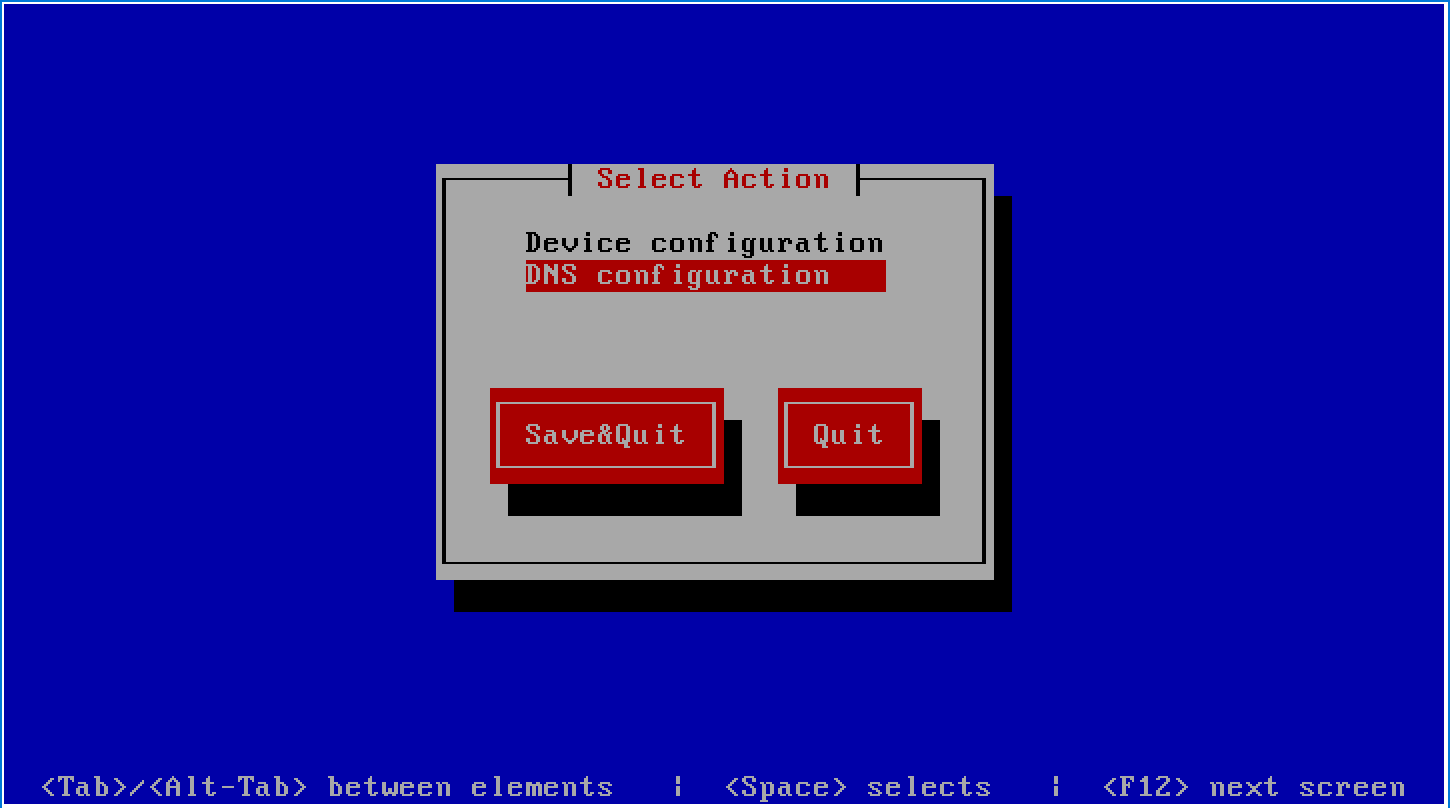 Select Action
Device configuration
DNS configuration
Save&Quit Quit
<Tab>/<Alt-Tab> between elements | <Space> selects | <F12> next screen